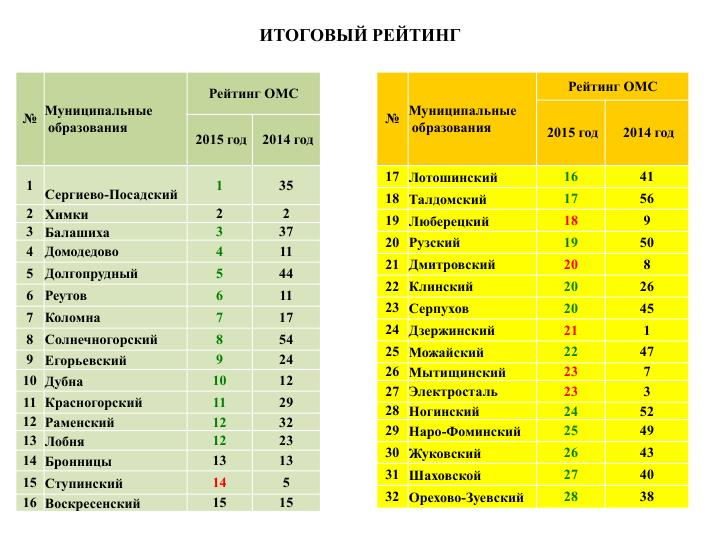 ИТОГОВЫЙ РЕЙТИНГ
№ Муниципальные образования Рейтинг ОМС
2015 год 2014 год
1 Сергиево-Посадский 1 35
2 Химки 2 2
3 Балашиха 3 37
4 Домодедово 4 11
5 Долгопрудный 5 44
6 Реутов 6 11
7 Коломна 7 17
8 Солнечногорский 8 54
9 Егорьевский 9 24
10 Дубна 10 12
11 Красногорский 11 29
12 Раменский 12 32
13 Лобня 12 23
14 Бронницы 13 13
15 Ступинский 14 5
16 Воскресенский 15 15
№ Муниципальные образования Рейтинг ОМС
2015 год 2014 год
17 Лотошинский 16 41
18 Талдомский 17 56
19 Люберецкий 18 9
20 Рузский 19 50
21 Дмитровский 20 8
22 Клинский 20 26
23 Серпухов 20 45
24 Дзержинский 21 1
25 Можайский 22 47
26 Мытищинский 23 7
27 Электросталь 23 3
28 Ногинский 24 52
29 Наро-Фоминский 25 49
30 Жуковский 26 43
31 Шаховской 27 40
32 Орехово-Зуевский 28 38